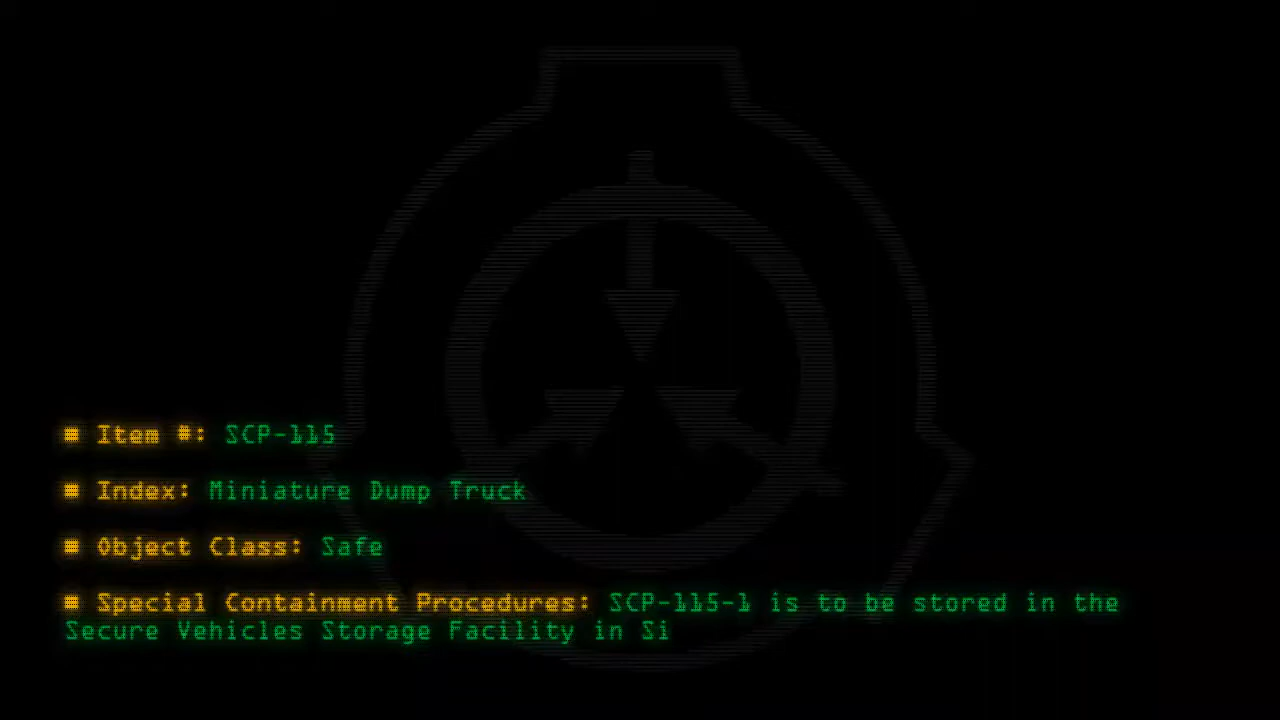 ■ Item #: SCP-115
■ Index: Miniature Dump Truck
■ Object Class: Safe
■ Special Containment Procedures: SCP-115-1 is to be stored in the
Secure Vehicles Storage Facility in Si